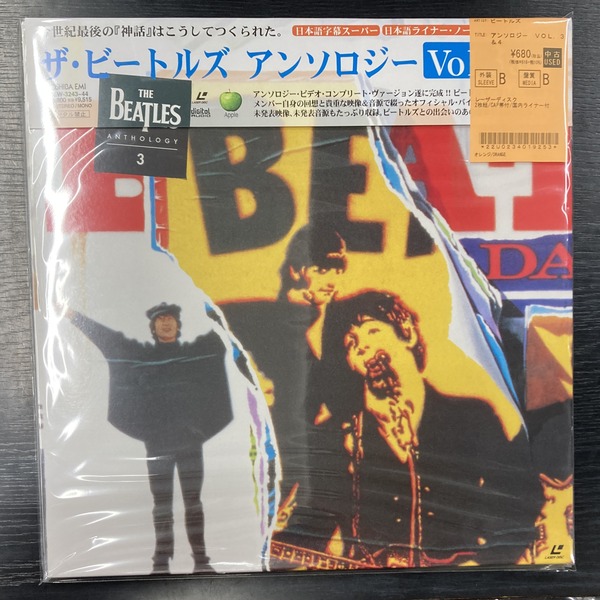 世紀最後の『神話』はこうしてつくられた。
日本語字幕スーパー
日本語ライナー・ノー
ザ・ビートルズ アンソロジー Vol
アンソロジー・ビデオ・コンプリート・ヴァージョン遂に完成!! ビート
メンバー自身の回想と貴重な映像&音源で綴ったオフィシャル・バイ
未発表映像、未発表音源もたっぷり収録。ビートルズとの出会いのあ
EMI
5243-44
Apple
THE
BEATLES
ANTHOLOGY
3
ビートルズ
アンソロジー VOL. 3
&4
¥680
中古
USED
外装
SLEEVE
B
盤質
MEDIA
B
レーザーディスク
BEA
DA
LASER DISC